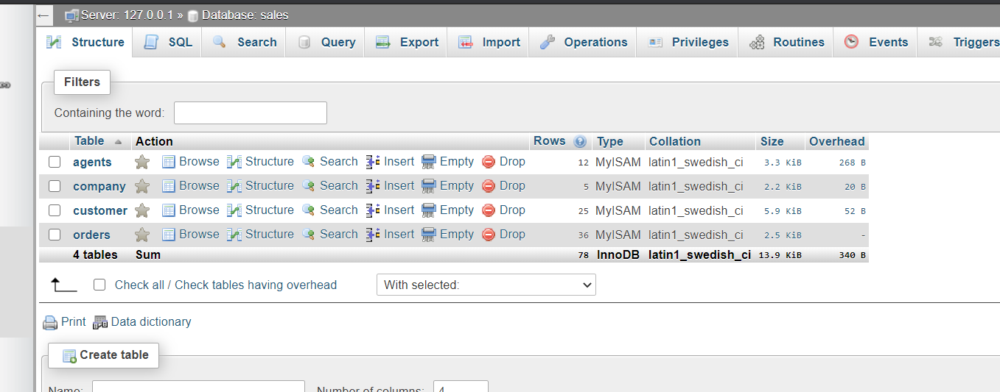 Server: 127.0.0.1 » Database: sales
Structure SQL Search Query Export Import Operations Privileges Routines Events Triggers
Filters
Containing the word:
Table Action Rows Type Collation Size Overhead
agents Browse Structure Search Insert Empty Drop 12 MyISAM latin1_swedish_ci 3.3 KiB 268 B
company Browse Structure Search Insert Empty Drop 5 MyISAM latin1_swedish_ci 2.2 KiB 20 B
customer Browse Structure Search Insert Empty Drop 25 MyISAM latin1_swedish_ci 5.9 KiB 52 B
orders Browse Structure Search Insert Empty Drop 36 MyISAM latin1_swedish_ci 2.5 KiB -
4 tables Sum 78 InnoDB latin1_swedish_ci 13.9 KiB 340 B
Check all / Check tables having overhead With selected:
Print Data dictionary
Create table
Name: Number of columns: 4